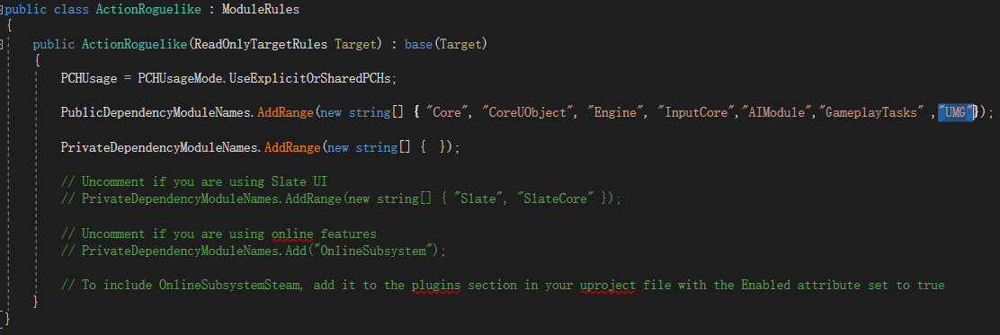 public class ActionRoguelike : ModuleRules
{
public ActionRoguelike(ReadOnlyTargetRules Target) : base(Target)
{
PCHUsage = PCHUsageMode.UseExplicitOrSharedPCHs;
PublicDependencyModuleNames.AddRange(new string[] { "Core", "CoreUObject", "Engine", "InputCore","AIModule","GameplayTasks" ,"UMG"});
PrivateDependencyModuleNames.AddRange(new string[] {  });
// Uncomment if you are using Slate UI
// PrivateDependencyModuleNames.AddRange(new string[] { "Slate", "SlateCore" });
// Uncomment if you are using online features
// PrivateDependencyModuleNames.Add("OnlineSubsystem");
// To include OnlineSubsystemSteam, add it to the plugins section in your uproject file with the Enabled attribute set to true
}
}